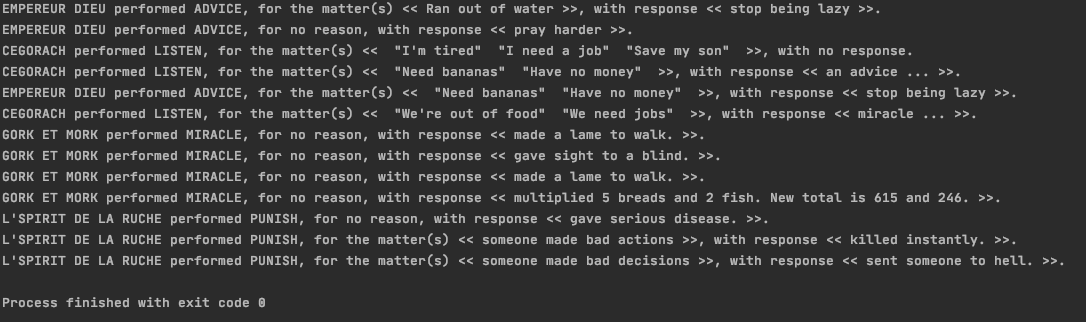 EMPEREUR DIEU performed ADVICE, for the matter(s) << Ran out of water >>, with response << stop being lazy >>.
EMPEREUR DIEU performed ADVICE, for no reason, with response << pray harder >>.
CEGORACH performed LISTEN, for the matter(s) <<  "I'm tired"  "I need a job"  "Save my son"  >>, with no response.
CEGORACH performed LISTEN, for the matter(s) <<  "Need bananas"  "Have no money"  >>, with response << an advice ... >>.
EMPEREUR DIEU performed ADVICE, for the matter(s) <<  "Need bananas"  "Have no money"  >>, with response << stop being lazy >>.
CEGORACH performed LISTEN, for the matter(s) <<  "We're out of food"  "We need jobs"  >>, with response << miracle ... >>.
GORK ET MORK performed MIRACLE, for no reason, with response << made a lame to walk. >>.
GORK ET MORK performed MIRACLE, for no reason, with response << gave sight to a blind. >>.
GORK ET MORK performed MIRACLE, for no reason, with response << made a lame to walk. >>.
GORK ET MORK performed MIRACLE, for no reason, with response << multiplied 5 breads and 2 fish. New total is 615 and 246. >>.
L'SPIRIT DE LA RUCHE performed PUNISH, for no reason, with response << gave serious disease. >>.
L'SPIRIT DE LA RUCHE performed PUNISH, for the matter(s) << someone made bad actions >>, with response << killed instantly. >>.
L'SPIRIT DE LA RUCHE performed PUNISH, for the matter(s) << someone made bad decisions >>, with response << sent someone to hell. >>.
Process finished with exit code 0